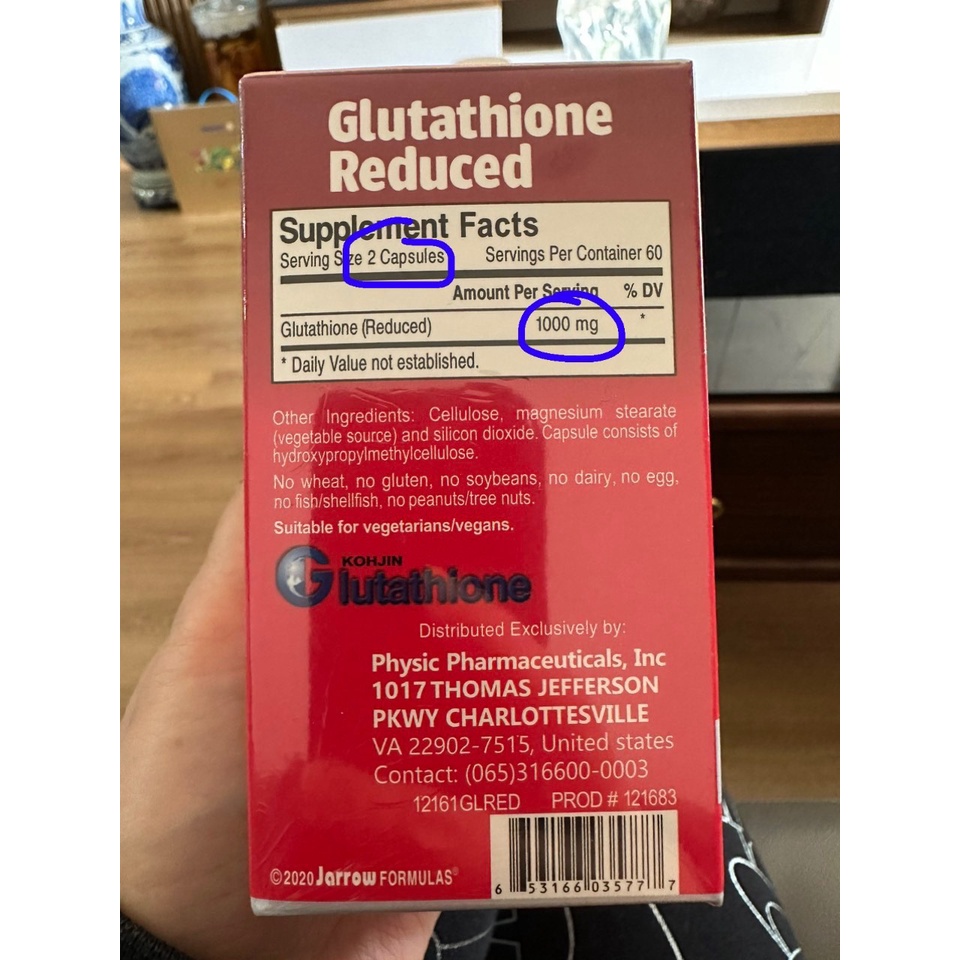 Glutathione
Reduced
Supplement Facts
Serving Size 2 Capsules Servings Per Container 60
Amount Per Serving % DV
Glutathione (Reduced) 1000 mg *
* Daily Value not established.
Other Ingredients: Cellulose, magnesium stearate
(vegetable source) and silicon dioxide. Capsule consists of
hydroxypropylmethylcellulose.
No wheat, no gluten, no soybeans, no dairy, no egg,
no fish/shellfish, no peanuts/tree nuts.
Suitable for vegetarians/vegans.
KOHJIN
Glutathione
Distributed Exclusively by:
Physic Pharmaceuticals, Inc
1017 THOMAS JEFFERSON
PKWY CHARLOTTESVILLE
VA 22902-7515, United states
Contact: (065)316600-0003
12161GLRED PROD # 121683
©2020 Jarrow FORMULAS®
6 53166 03577 7